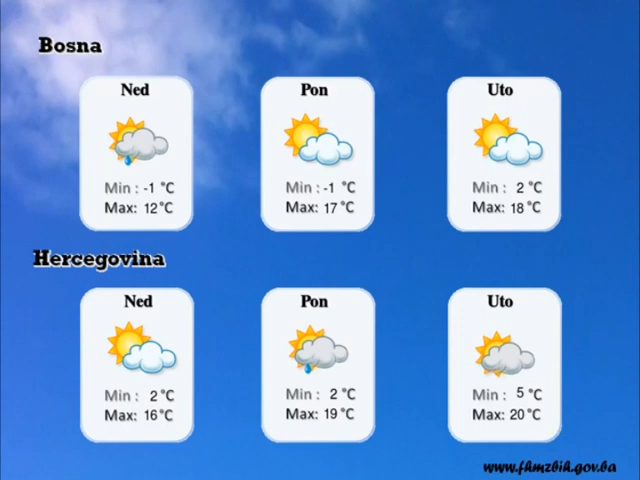 Bosna
Ned Pon Uto
Min : -1 °C Min : -1 °C Min : 2 °C
Max: 12 °C Max: 17 °C Max: 18 °C
Hercegovina
Ned Pon Uto
Min : 2 °C Min : 2 °C Min : 5 °C
Max: 16 °C Max: 19 °C Max: 20 °C
www.fhmzbih.gov.ba